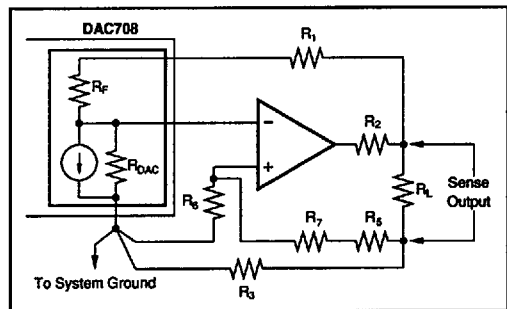 DAC708
R1
RF
R2
RDAC
R6
RL
Sense
Output
R7
R5
To System Ground
R3